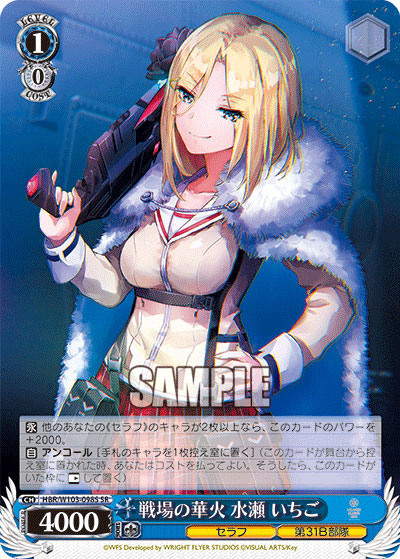 LEVEL
1
0
COST
SAMPLE
永 他のあなたの《セラフ》のキャラが2枚以上なら、このカードのパワーを
+2000。
自 アンコール [手札のキャラを1枚控え室に置く] (このカードが舞台から
控え室に置かれた時、あなたはコストを払ってよい。そうしたら、このカードが
いた枠に 置く)
CH HBR/W103-098S SR
4000
戦場の華火 水瀬 いちご
セラフ 第31B部隊
©WFS Developed by WRIGHT FLYER STUDIOS ©VISUAL ARTS/Key